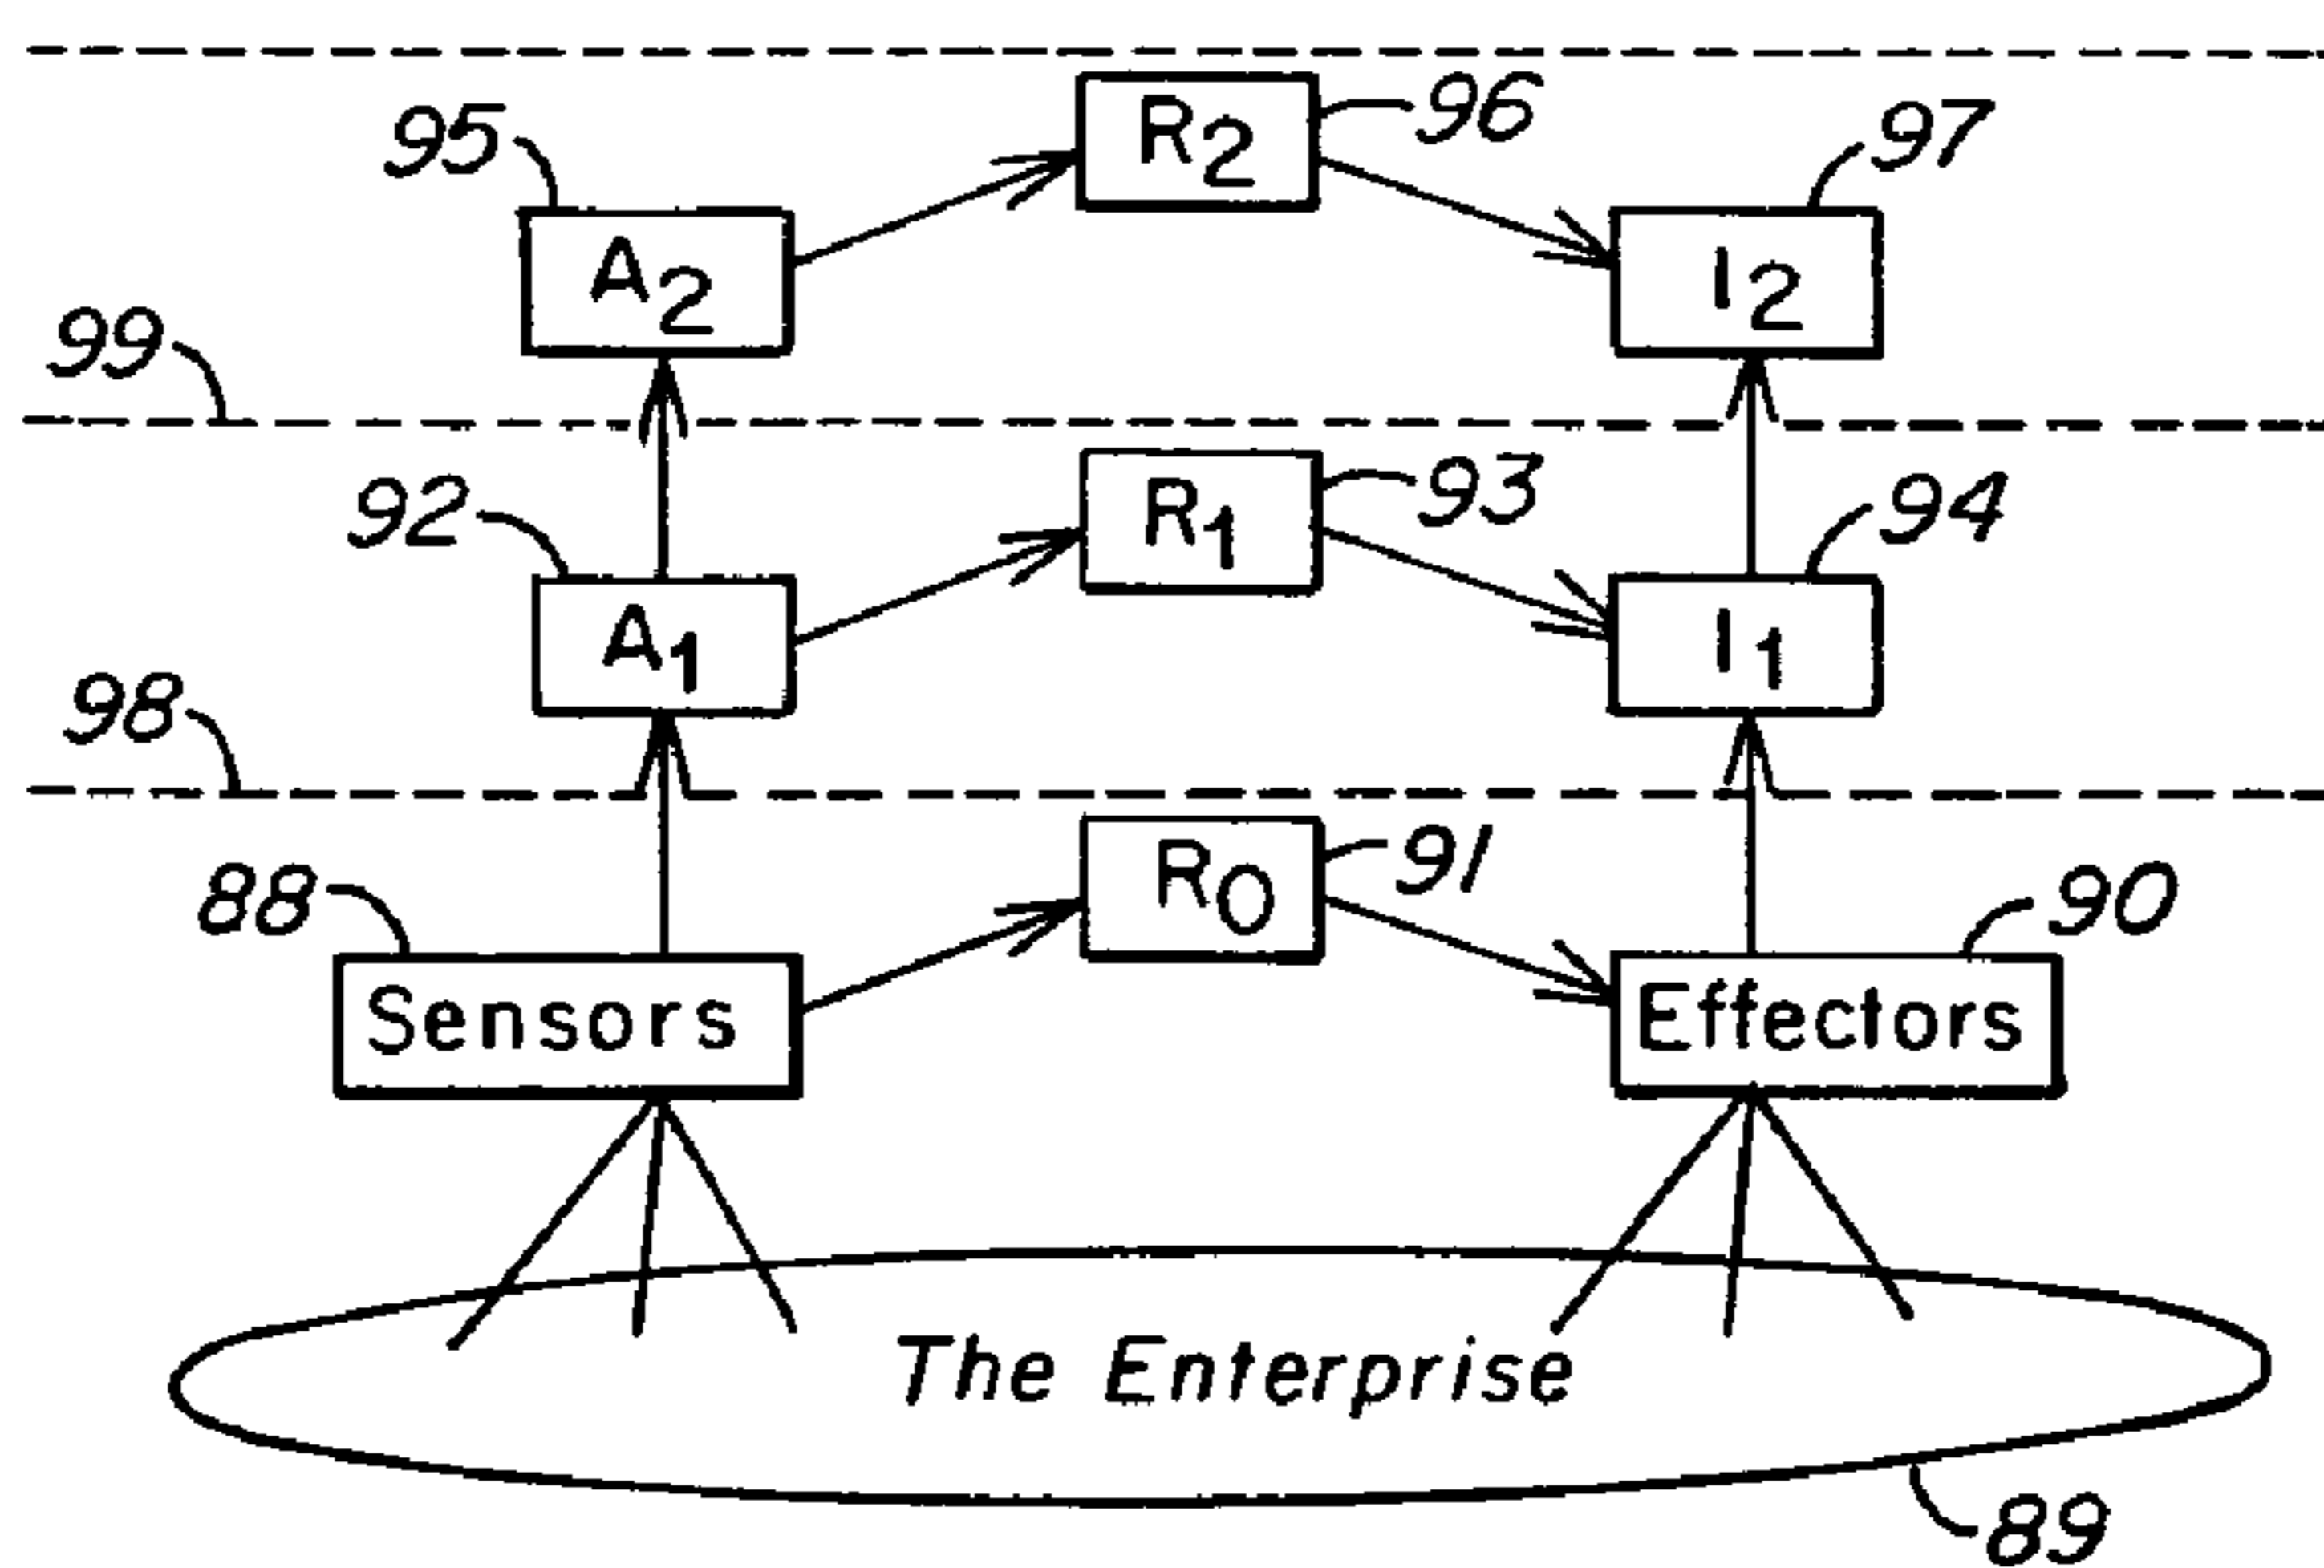 96
R2
95
97
A2
I2
99
93
R1
92
94
A1
I1
98
91
R0
88
90
Sensors
Effectors
The Enterprise
89